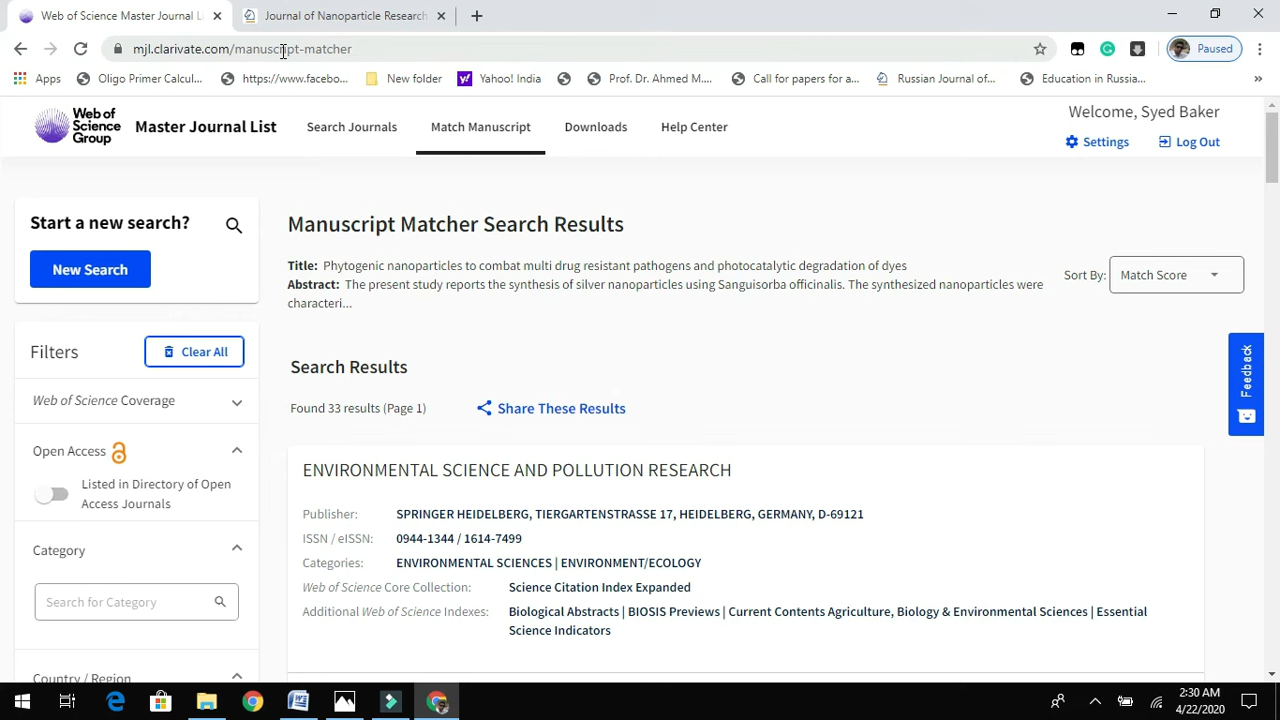 Web of Science Master Journal L
Journal of Nanoparticle Research
mjl.clarivate.com/manuscript-matcher
Paused
Apps
Oligo Primer Calcul...
https://www.facebo...
New folder
Yahoo! India
Prof. Dr. Ahmed M....
Call for papers for a...
Russian Journal of...
Education in Russia...
»
Web of Science Group
Master Journal List
Search Journals
Match Manuscript
Downloads
Help Center
Welcome, Syed Baker
Settings
Log Out
Start a new search?
New Search
Manuscript Matcher Search Results
Title: Phytogenic nanoparticles to combat multi drug resistant pathogens and photocatalytic degradation of dyes
Abstract: The present study reports the synthesis of silver nanoparticles using Sanguisorba officinalis. The synthesized nanoparticles were
characteri...
Sort By:
Match Score
Filters
Clear All
Web of Science Coverage
Open Access
Listed in Directory of Open
Access Journals
Category
Search for Category
Country / Region
Search Results
Found 33 results (Page 1)
Share These Results
Feedback
ENVIRONMENTAL SCIENCE AND POLLUTION RESEARCH
Publisher: SPRINGER HEIDELBERG, TIERGARTENSTRASSE 17, HEIDELBERG, GERMANY, D-69121
ISSN / eISSN: 0944-1344 / 1614-7499
Categories: ENVIRONMENTAL SCIENCES | ENVIRONMENT/ECOLOGY
Web of Science Core Collection: Science Citation Index Expanded
Additional Web of Science Indexes: Biological Abstracts | BIOSIS Previews | Current Contents Agriculture, Biology & Environmental Sciences | Essential
Science Indicators
2:30 AM
4/22/2020